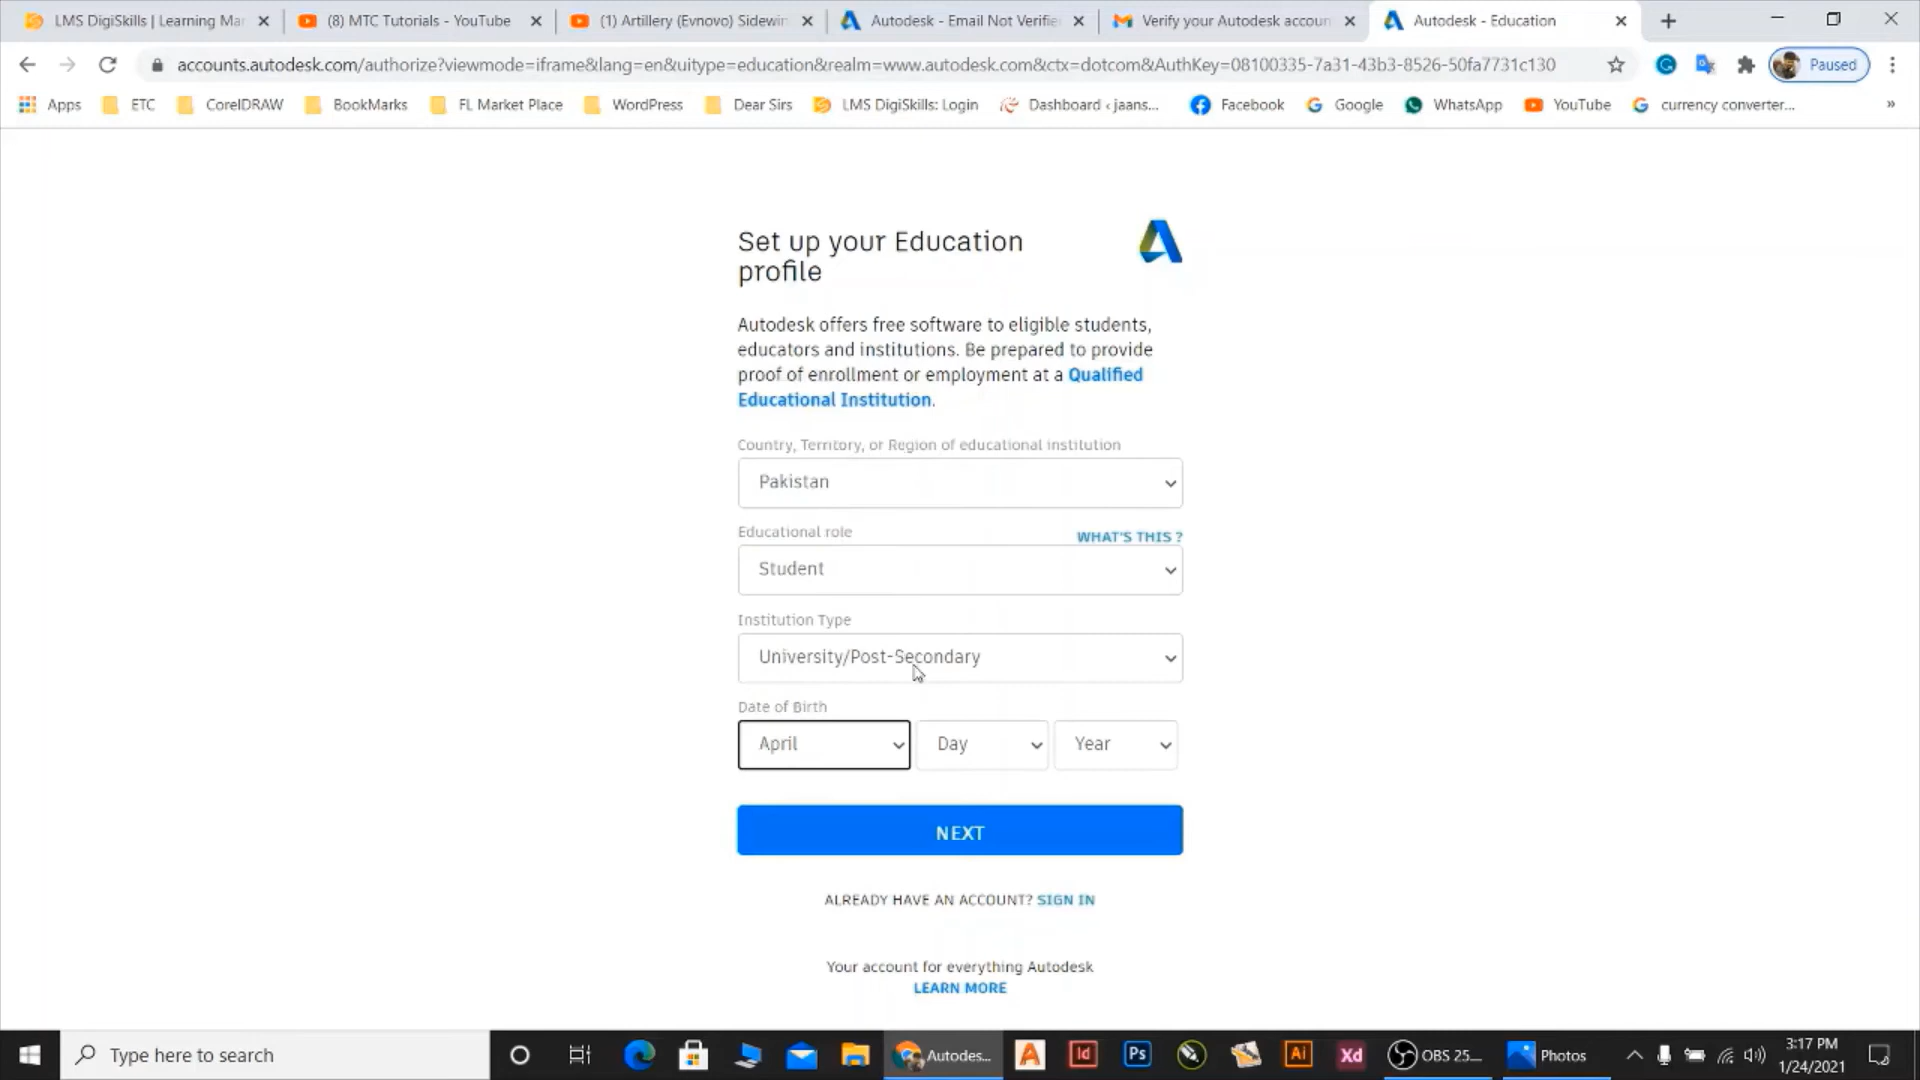 LMS DigiSkills | Learning Ma
(8) MTC Tutorials - YouTube
(1) Artillery (Evnovo) Sidewin
Autodesk - Email Not Verifie
Verify your Autodesk accoun
Autodesk - Education
accounts.autodesk.com/authorize?viewmode=iframe&lang=en&uitype=education&realm=www.autodesk.com&ctx=dotcom&AuthKey=08100335-7a31-43b3-8526-50fa7731c130
Paused
Apps ETC CorelDRAW BookMarks FL Market Place WordPress Dear Sirs LMS DigiSkills: Login Dashboard ‹ jaans... Facebook Google WhatsApp YouTube currency converter... »
Set up your Education
profile
Autodesk offers free software to eligible students,
educators and institutions. Be prepared to provide
proof of enrollment or employment at a Qualified
Educational Institution.
Country, Territory, or Region of educational institution
Pakistan
Educational role WHAT'S THIS ?
Student
Institution Type
University/Post-Secondary
Date of Birth
April Day Year
NEXT
ALREADY HAVE AN ACCOUNT? SIGN IN
Your account for everything Autodesk
LEARN MORE
Type here to search
Autodes...
A
Id
Ps
Ai
Xd
OBS 25....
Photos
3:17 PM
1/24/2021